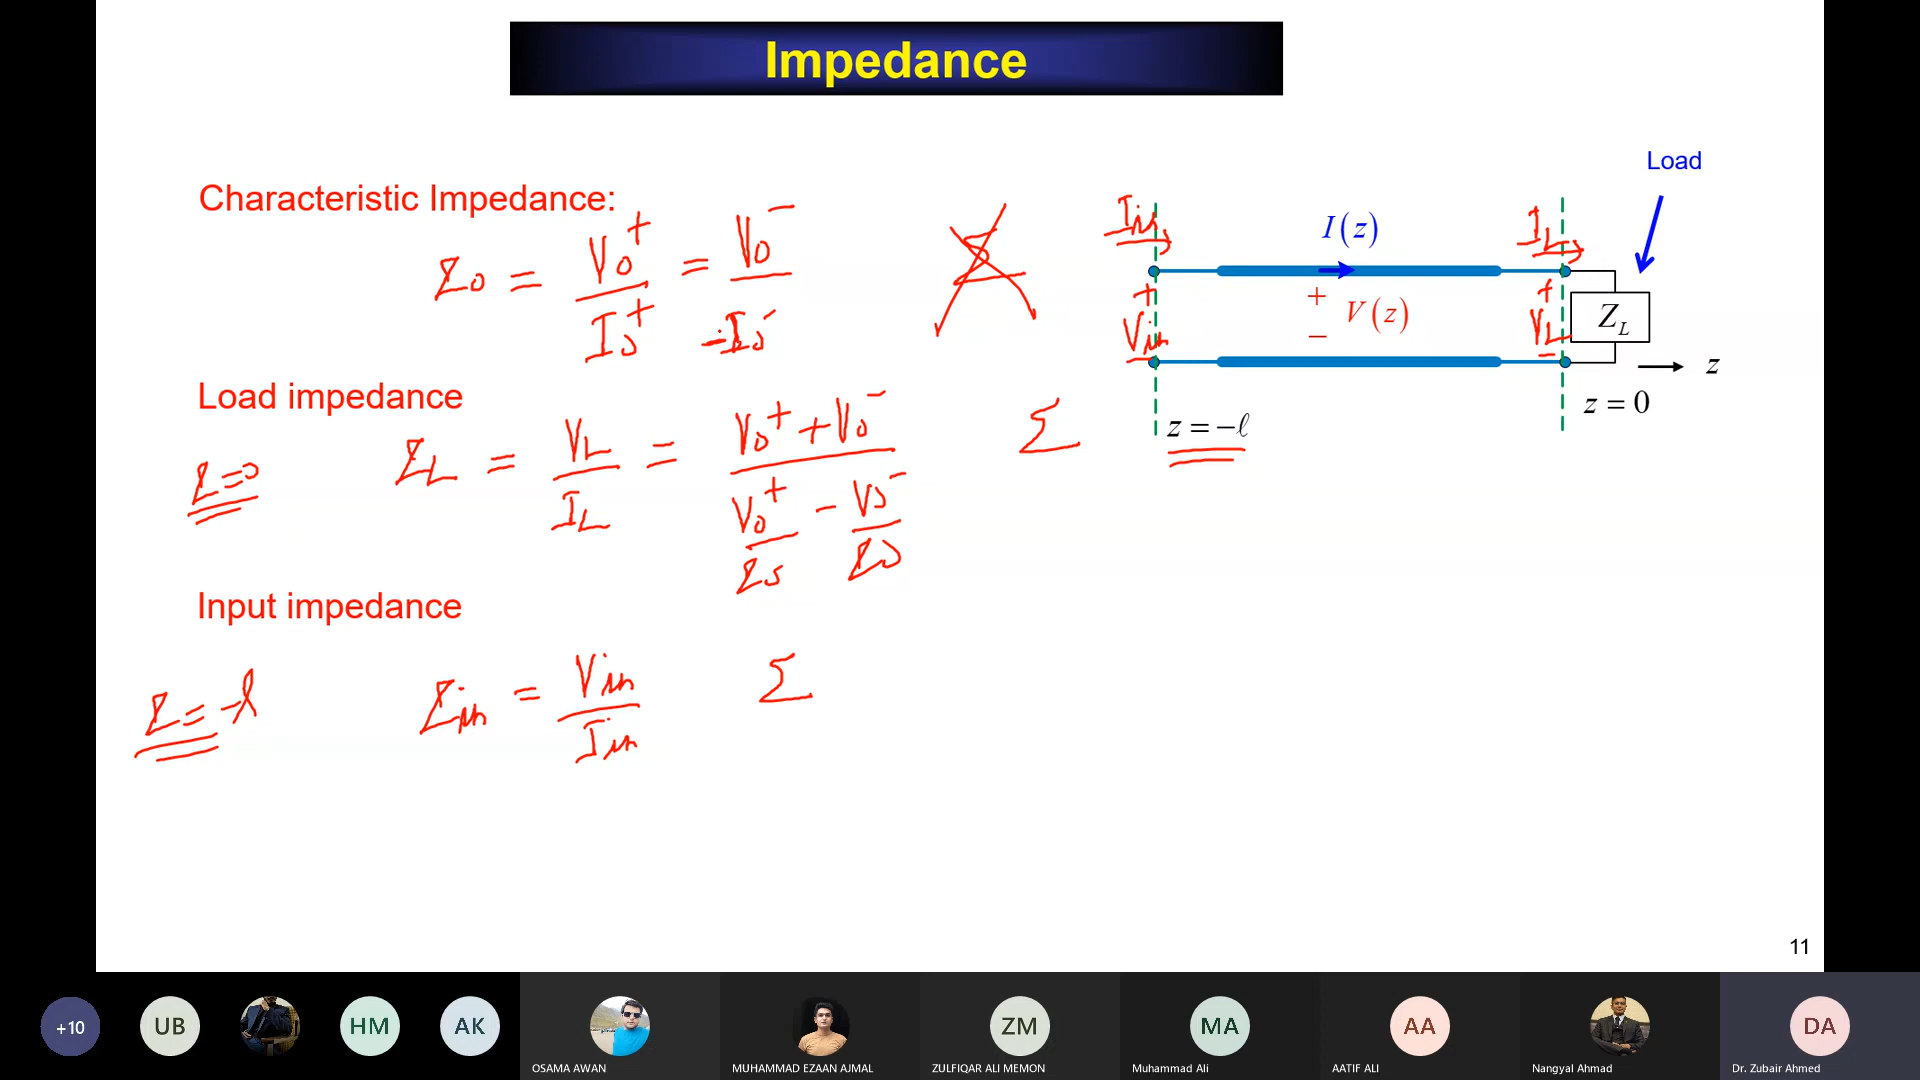 Impedance
Load
Characteristic Impedance:
Z0 = V0+ / I0+ = V0- / -I0-
Σ
Iin
I(z)
IL
+ Vin −
+ V(z) −
+ VL −
ZL
z
z = 0
z = −ℓ
Load impedance
Z=0
ZL = VL / IL = V0+ + V0- / V0+/Z0 − V0-/Z0
Σ
Input impedance
Z = −l
Zin = Vin / Iin
Σ
11
+10
UB
HM
AK
ZM
MA
AA
DA
OSAMA AWAN
MUHAMMAD EZAAN AJMAL
ZULFIQAR ALI MEMON
Muhammad Ali
AATIF ALI
Nangyal Ahmad
Dr. Zubair Ahmed